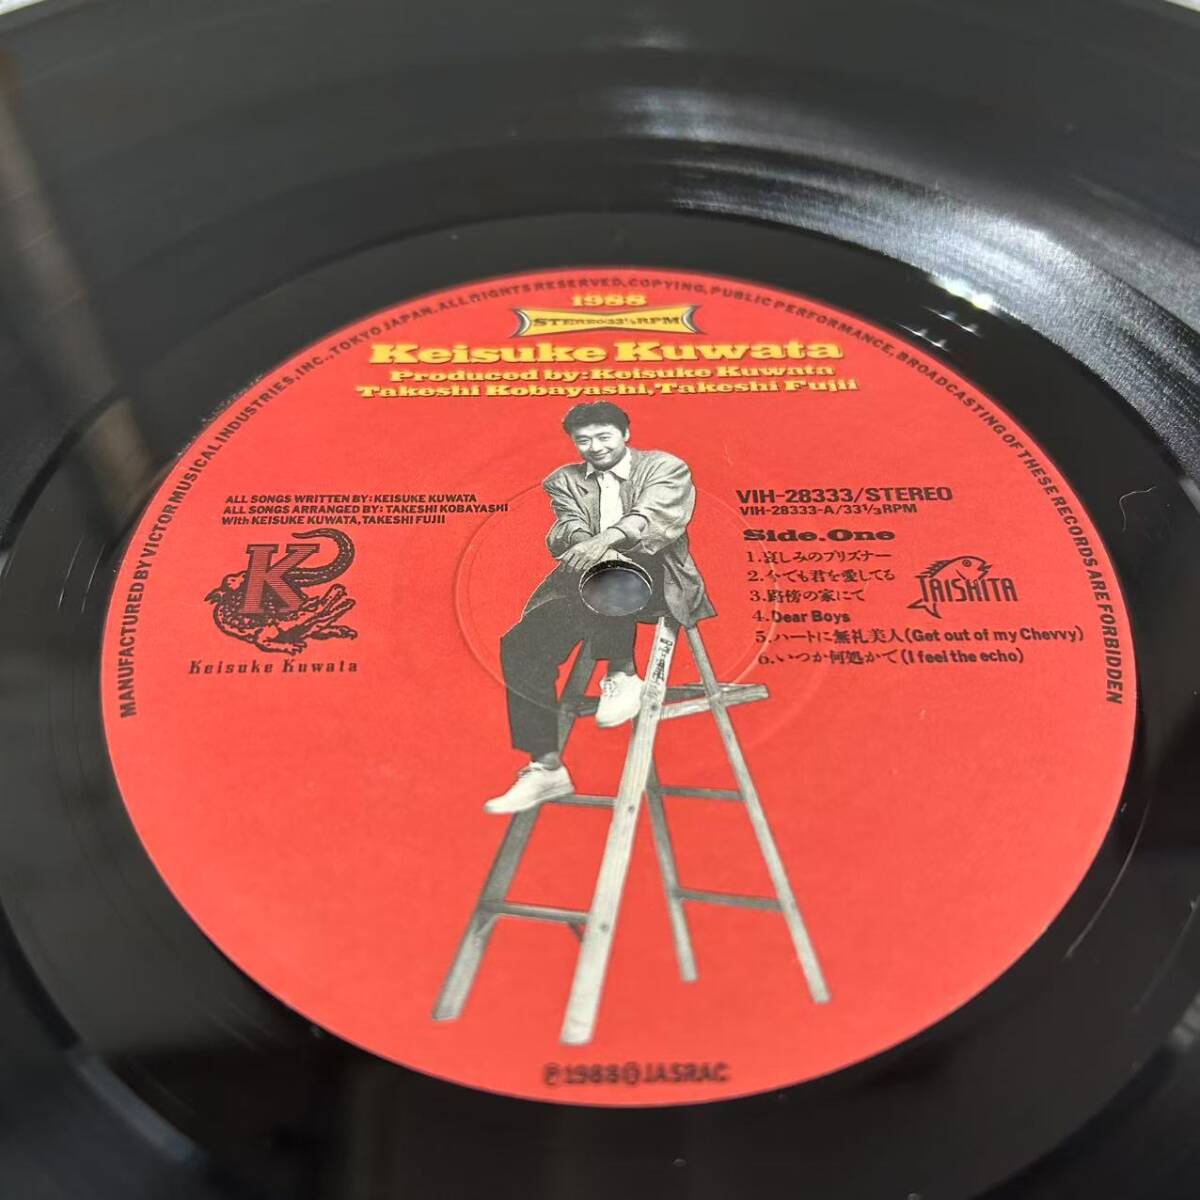 MANUFACTURED BY VICTOR MUSICAL INDUSTRIES, INC., TOKYO JAPAN. ALL RIGHTS RESERVED. COPYING, PUBLIC PERFORMANCE, BROADCASTING OF THESE RECORDS ARE FORBIDDEN
1988
STEREO/33⅓RPM
Keisuke Kuwata
Produced by: Keisuke Kuwata
Takeshi Kobayashi, Takeshi Fujii
ALL SONGS WRITTEN BY: KEISUKE KUWATA
ALL SONGS ARRANGED BY: TAKESHI KOBAYASHI
With KEISUKE KUWATA, TAKESHI FUJII
K
Keisuke Kuwata
VIH-28333/STEREO
VIH-28333-A/33⅓RPM
Side.One
1.哀しみのプリズナー
2.今でも君を愛してる
3.路傍の家にて
4.Dear Boys
5.ハートに無礼美人(Get out of my Chevvy)
6.いつか何処かで(I feel the echo)
TAISHITA
Ⓟ1988 JASRAC